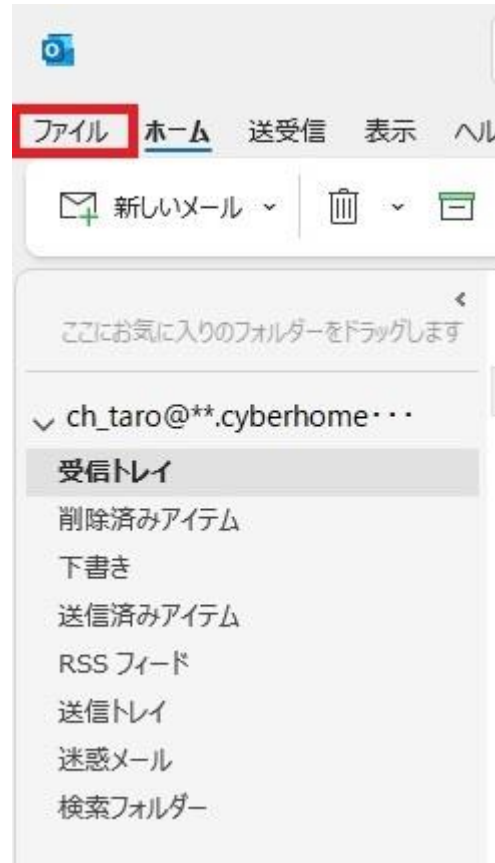 ファイル ホーム 送受信 表示 ヘル
新しいメール
ここにお気に入りのフォルダーをドラッグします
ch_taro@**.cyberhome･･･
受信トレイ
削除済みアイテム
下書き
送信済みアイテム
RSS フィード
送信トレイ
迷惑メール
検索フォルダー